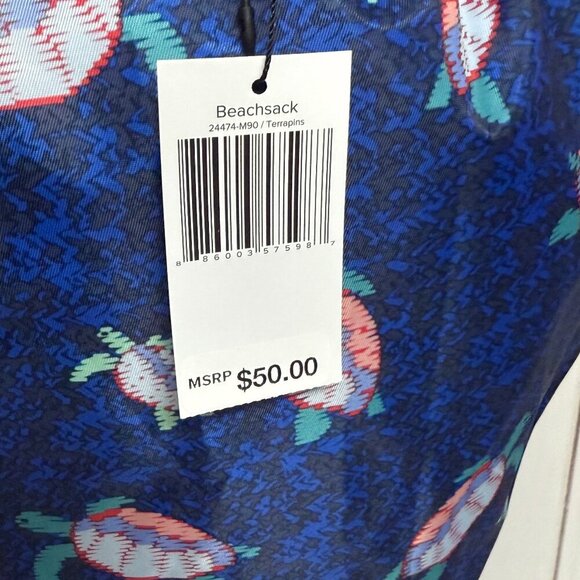 Beachsack
24474-M90 / Terrapins
8 86003 57598 7
MSRP $50.00